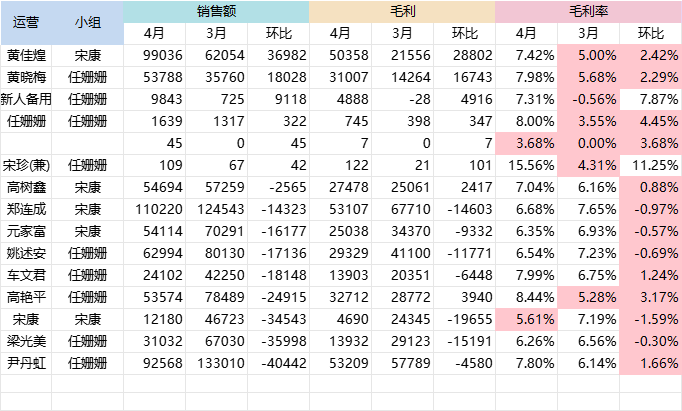 运营 小组 销售额 毛利 毛利率
4月 3月 环比 4月 3月 环比 4月 3月 环比
黄佳煌 宋康 99036 62054 36982 50358 21556 28802 7.42% 5.00% 2.42%
黄晓梅 任姗姗 53788 35760 18028 31007 14264 16743 7.98% 5.68% 2.29%
新人备用 任姗姗 9843 725 9118 4888 -28 4916 7.31% -0.56% 7.87%
任姗姗 任姗姗 1639 1317 322 745 398 347 8.00% 3.55% 4.45%
45 0 45 7 0 7 3.68% 0.00% 3.68%
宋珍(兼) 任姗姗 109 67 42 122 21 101 15.56% 4.31% 11.25%
高树鑫 宋康 54694 57259 -2565 27478 25061 2417 7.04% 6.16% 0.88%
郑连成 宋康 110220 124543 -14323 53107 67710 -14603 6.68% 7.65% -0.97%
元家富 宋康 54114 70291 -16177 25038 34370 -9332 6.35% 6.93% -0.57%
姚述安 任姗姗 62994 80130 -17136 29329 41100 -11771 6.54% 7.23% -0.69%
车文君 任姗姗 24102 42250 -18148 13903 20351 -6448 7.99% 6.75% 1.24%
高艳平 任姗姗 53574 78489 -24915 32712 28772 3940 8.44% 5.28% 3.17%
宋康 宋康 12180 46723 -34543 4690 24345 -19655 5.61% 7.19% -1.59%
梁光美 任姗姗 31032 67030 -35998 13932 29123 -15191 6.26% 6.56% -0.30%
尹丹虹 任姗姗 92568 133010 -40442 53209 57789 -4580 7.80% 6.14% 1.66%